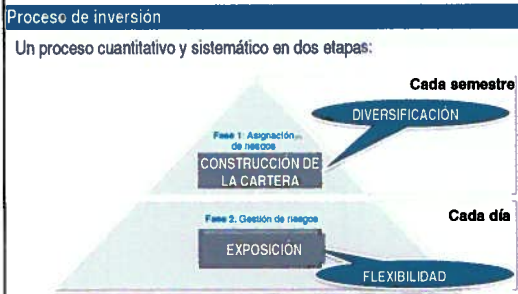 Proceso de inversión
Un proceso cuantitativo y sistemático en dos etapas:
Cada semestre
DIVERSIFICACIÓN
Fase 1: Asignación
de riesgos
CONSTRUCCIÓN DE
LA CARTERA
Fase 2. Gestión de riesgos
Cada día
EXPOSICIÓN
FLEXIBILIDAD